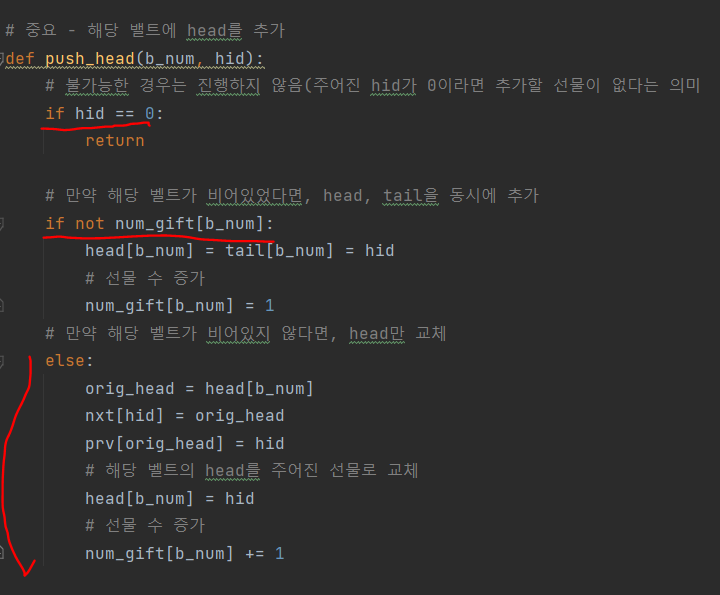 # 중요 - 해당 밸트에 head를 추가
def push_head(b_num, hid):
# 불가능한 경우는 진행하지 않음(주어진 hid가 0이라면 추가할 선물이 없다는 의미
if hid == 0:
return
# 만약 해당 벨트가 비어있었다면, head, tail을 동시에 추가
if not num_gift[b_num]:
head[b_num] = tail[b_num] = hid
# 선물 수 증가
num_gift[b_num] = 1
# 만약 해당 벨트가 비어있지 않다면, head만 교체
else:
orig_head = head[b_num]
nxt[hid] = orig_head
prv[orig_head] = hid
# 해당 벨트의 head를 주어진 선물로 교체
head[b_num] = hid
# 선물 수 증가
num_gift[b_num] += 1